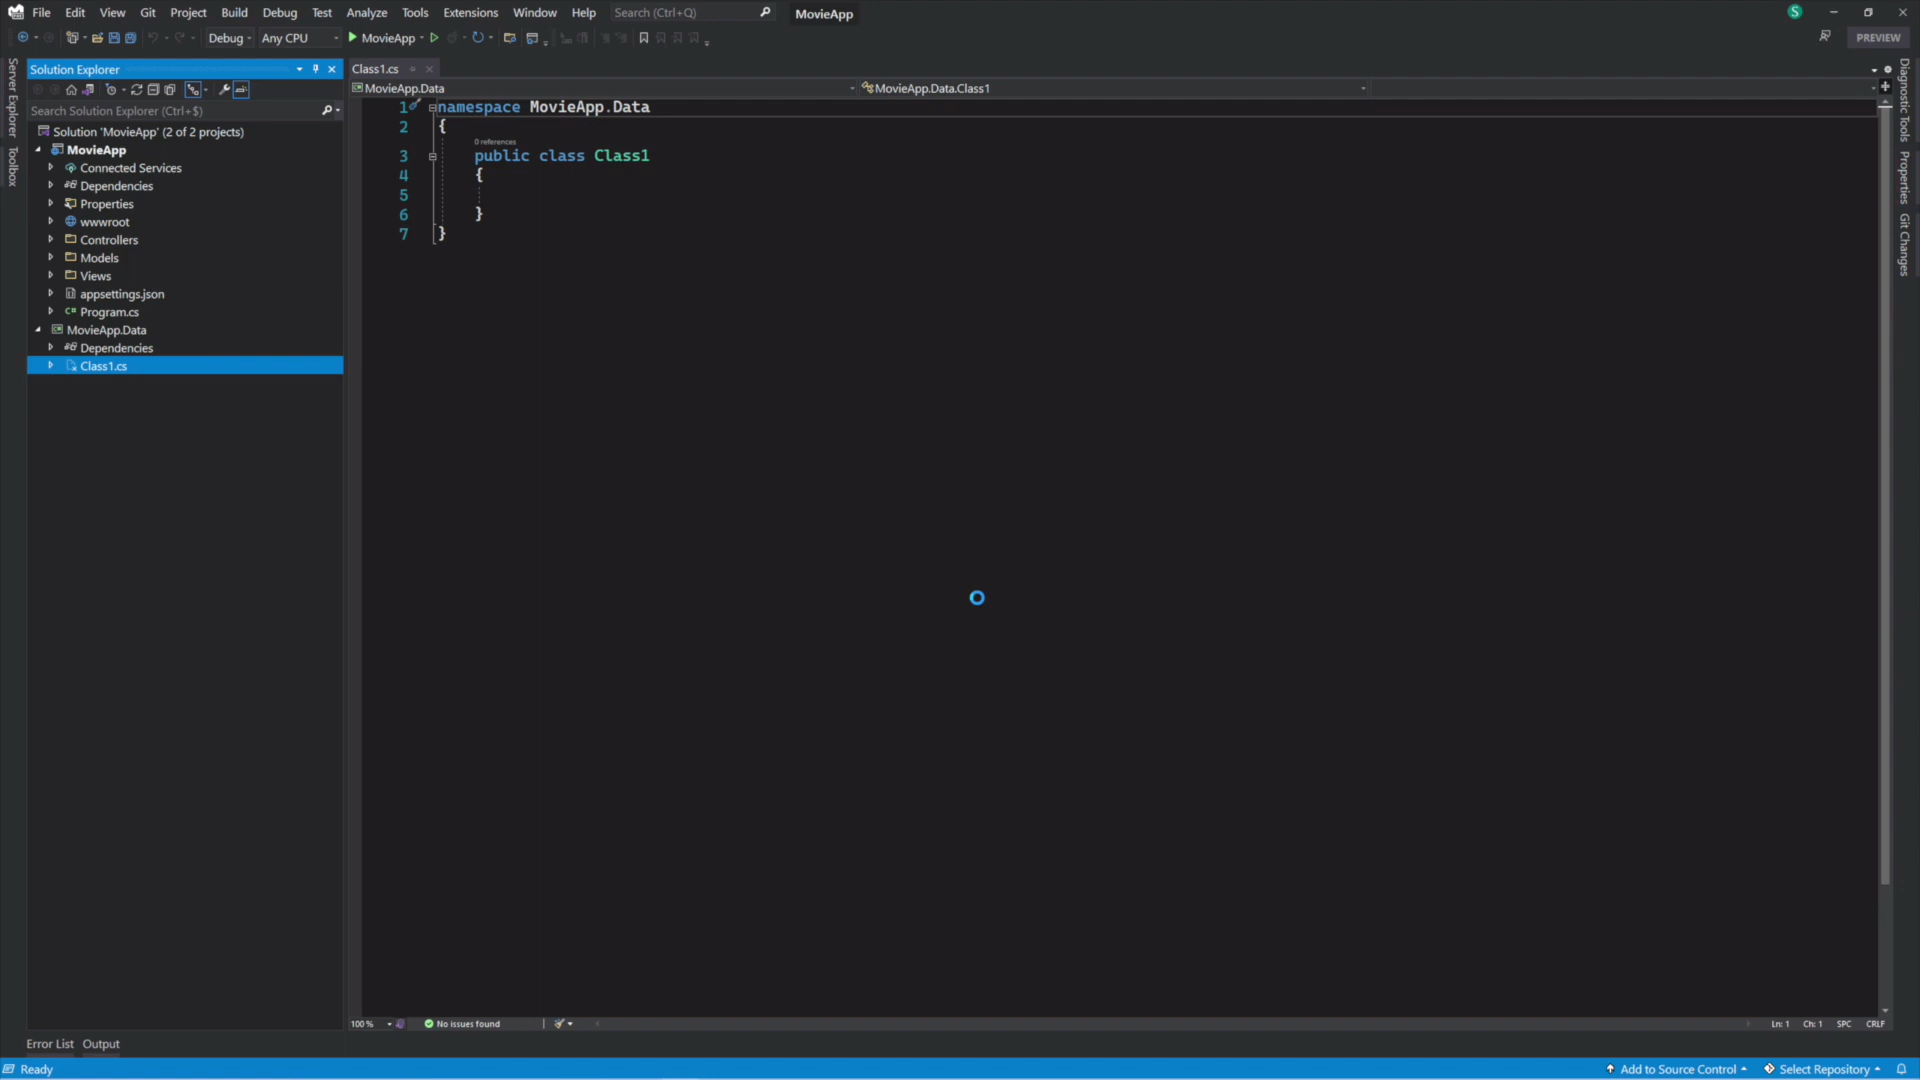 File Edit View Git Project Build Debug Test Analyze Tools Extensions Window Help Search (Ctrl+Q) MovieApp S
Debug Any CPU MovieApp PREVIEW
Server Explorer
Toolbox
Solution Explorer
Search Solution Explorer (Ctrl+$)
Solution 'MovieApp' (2 of 2 projects)
MovieApp
Connected Services
Dependencies
Properties
wwwroot
Controllers
Models
Views
appsettings.json
C# Program.cs
MovieApp.Data
Dependencies
Class1.cs
Class1.cs
MovieApp.Data MovieApp.Data.Class1
1 namespace MovieApp.Data
2 {
0 references
3 public class Class1
4 {
5
6 }
7 }
Diagnostic Tools
Properties
Git Changes
100 % No issues found Ln: 1 Ch: 1 SPC CRLF
Error List Output
Ready Add to Source Control Select Repository